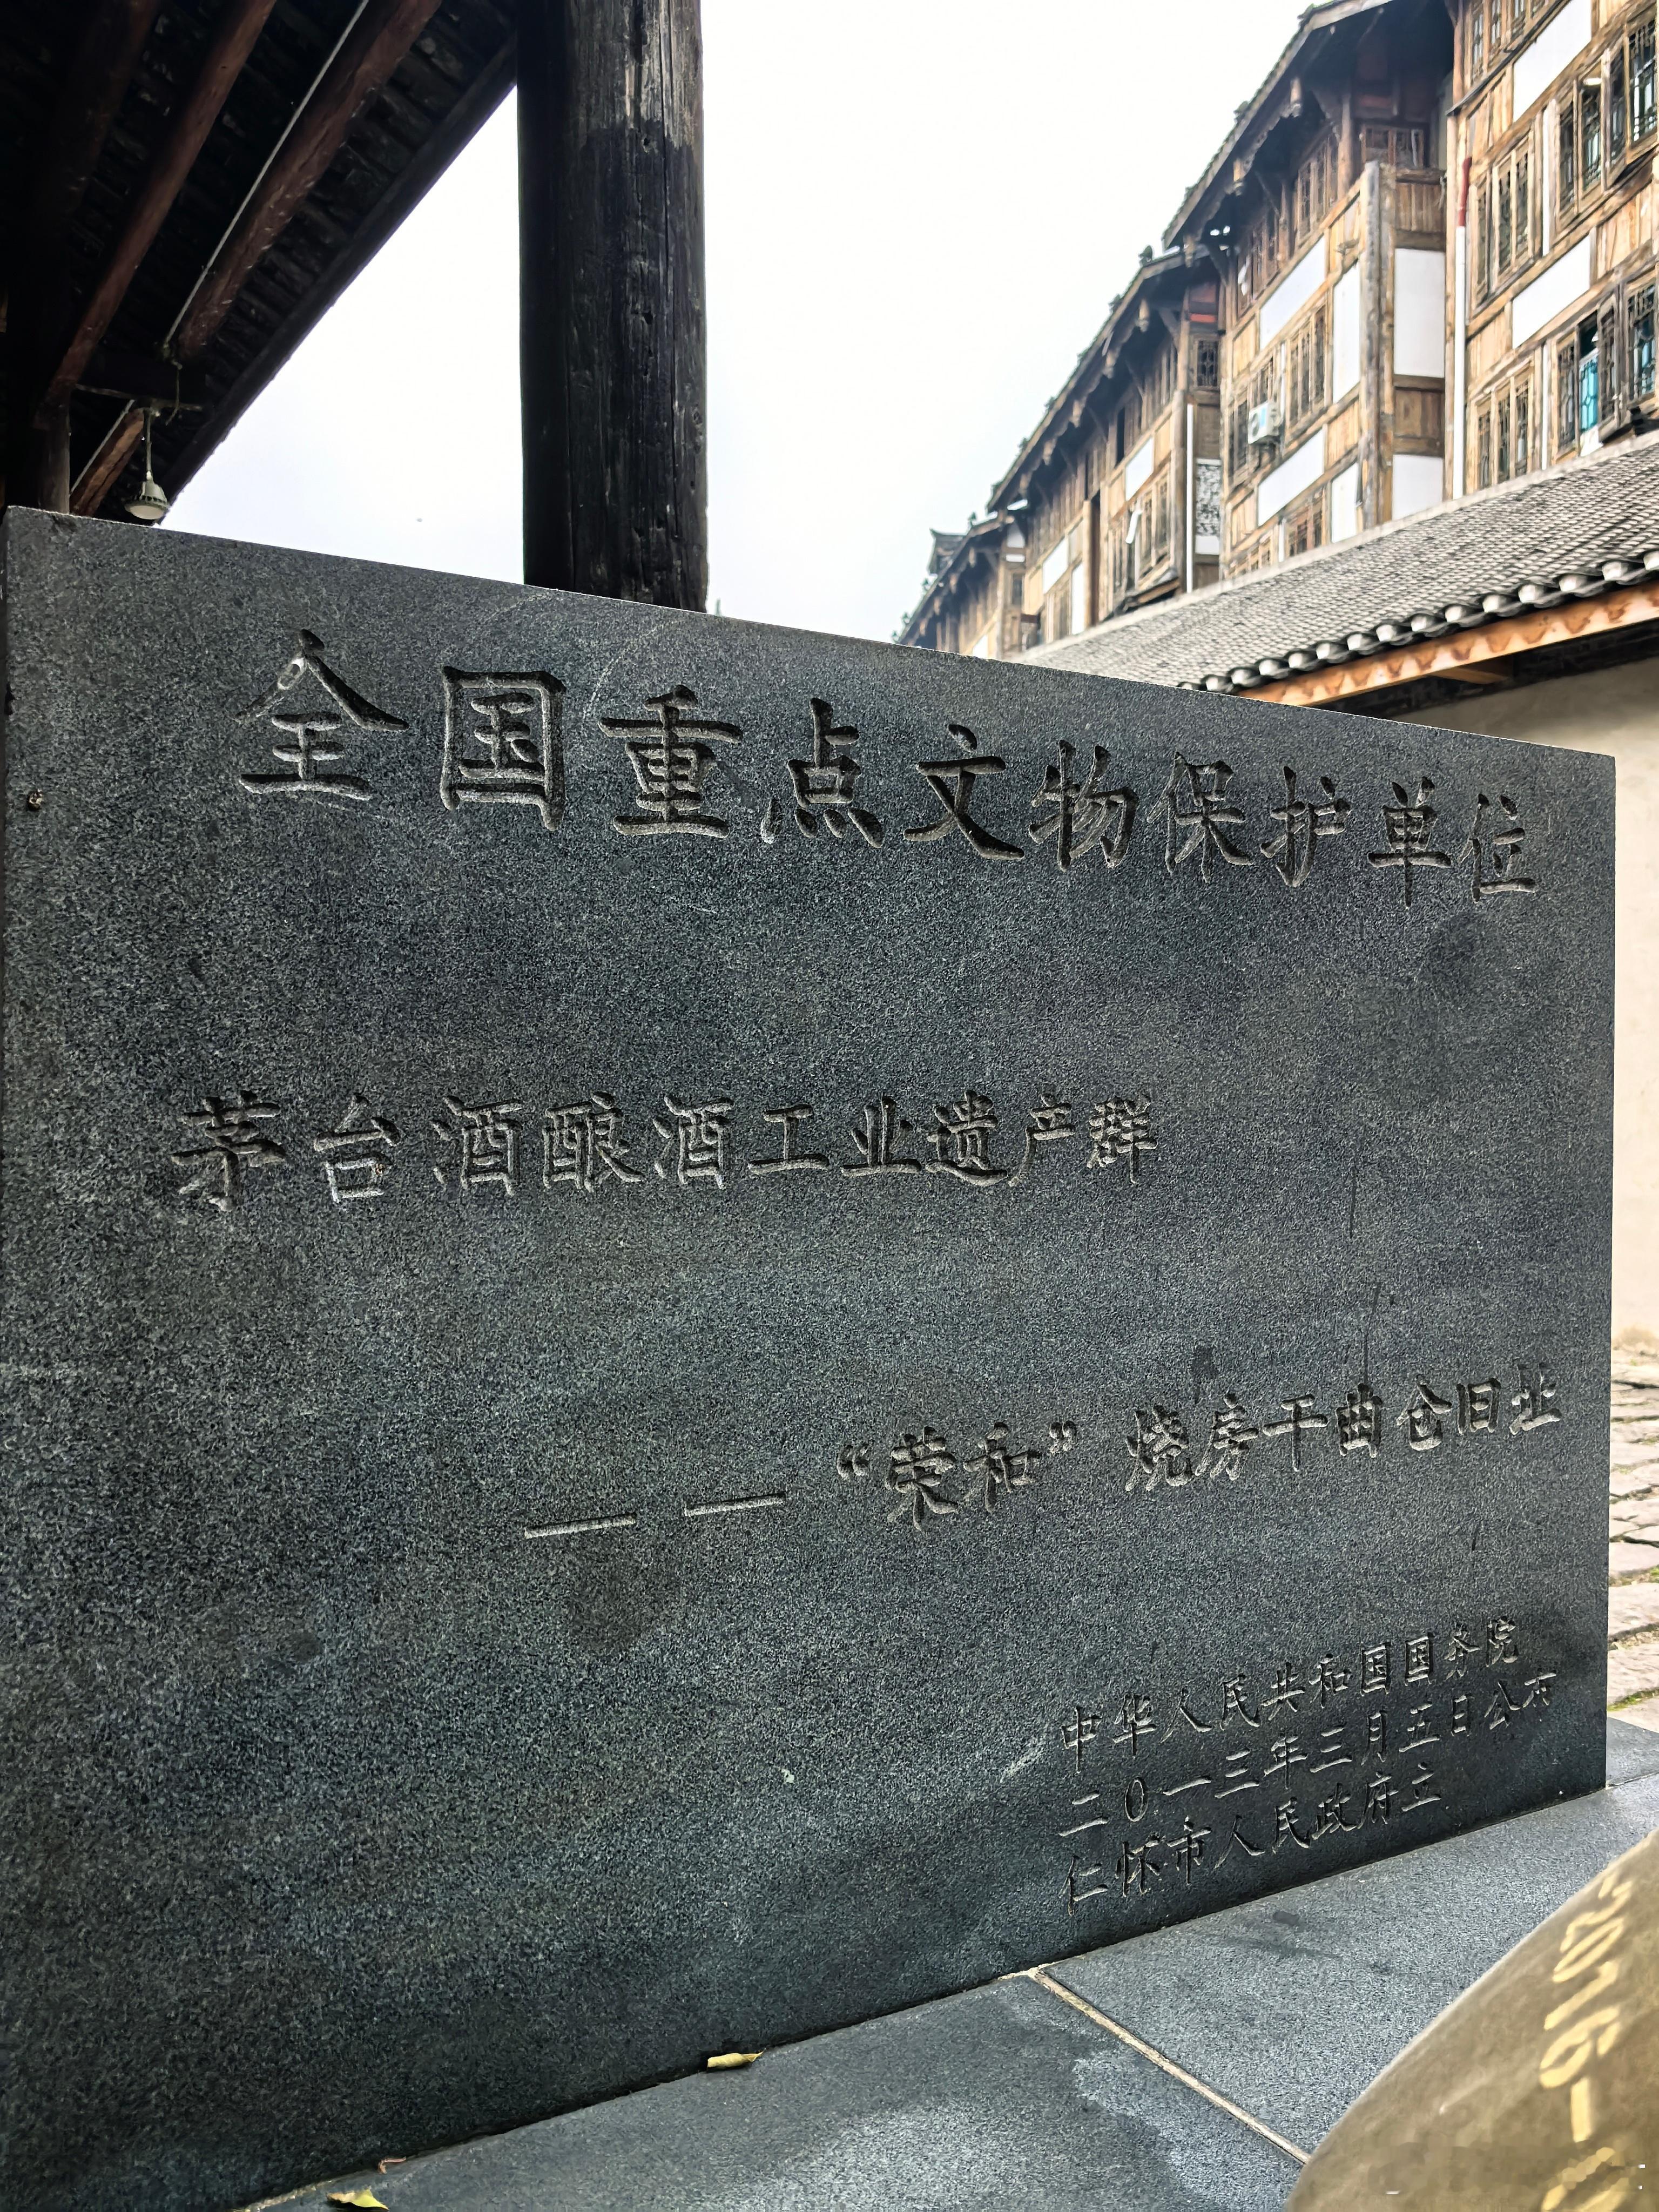 全国重点文物保护单位
茅台酒酿酒工业遗产群
——“荣和”烧房干曲仓旧址
中华人民共和国国务院
二〇一三年三月五日公布
仁怀市人民政府立
2016-